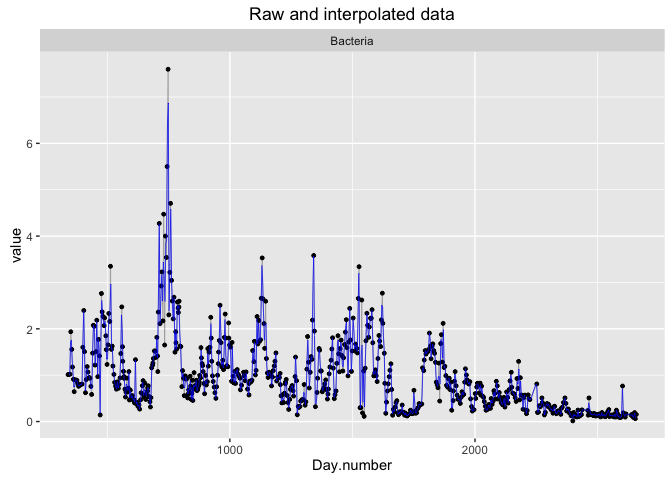 Raw and interpolated data
Bacteria
6
4
2
0
value
1000
2000
Day.number